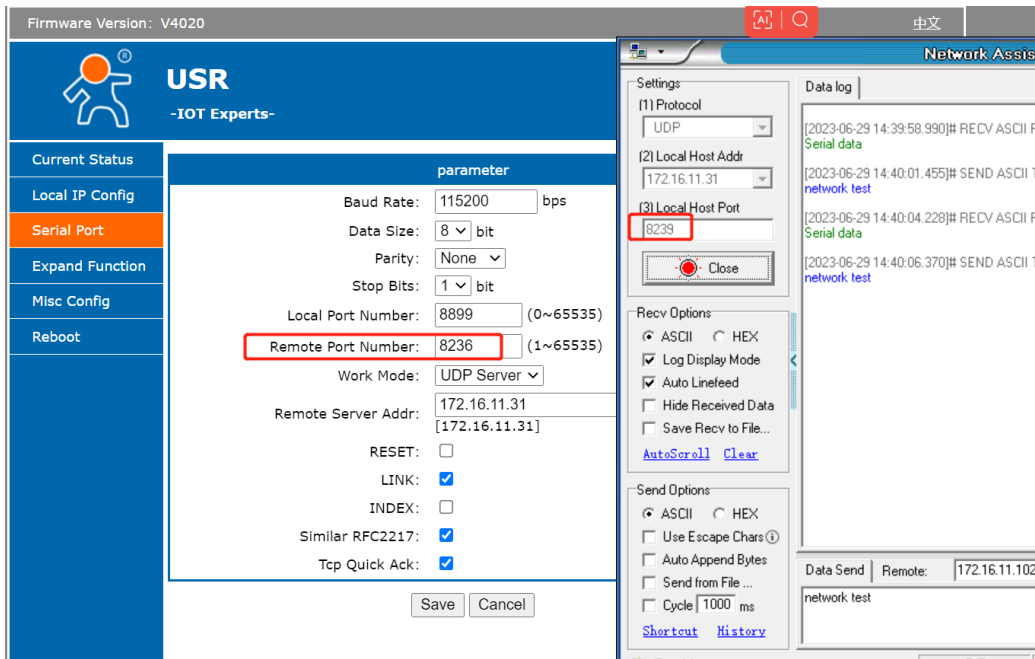 Firmware Version: V4020
AI
中文
®
USR
-IOT Experts-
Current Status
Local IP Config
Serial Port
Expand Function
Misc Config
Reboot
parameter
Baud Rate: 115200 bps
Data Size: 8 bit
Parity: None
Stop Bits: 1 bit
Local Port Number: 8899 (0~65535)
Remote Port Number: 8236 (1~65535)
Work Mode: UDP Server
Remote Server Addr: 172.16.11.31
[172.16.11.31]
RESET:
LINK:
INDEX:
Similar RFC2217:
Tcp Quick Ack:
Save Cancel
Network Assis
Settings
(1) Protocol
UDP
(2) Local Host Addr
172.16.11.31
(3) Local Host Port
8239
Close
Recv Options
ASCII HEX
Log Display Mode
Auto Linefeed
Hide Received Data
Save Recv to File...
AutoScroll Clear
Send Options
ASCII HEX
Use Escape Chars
Auto Append Bytes
Send from File ...
Cycle 1000 ms
Shortcut History
Data log
[2023-06-29 14:39:58.990]# RECV ASCII F
Serial data
[2023-06-29 14:40:01.455]# SEND ASCII T
network test
[2023-06-29 14:40:04.228]# RECV ASCII F
Serial data
[2023-06-29 14:40:06.370]# SEND ASCII T
network test
Data Send Remote: 172.16.11.102
network test